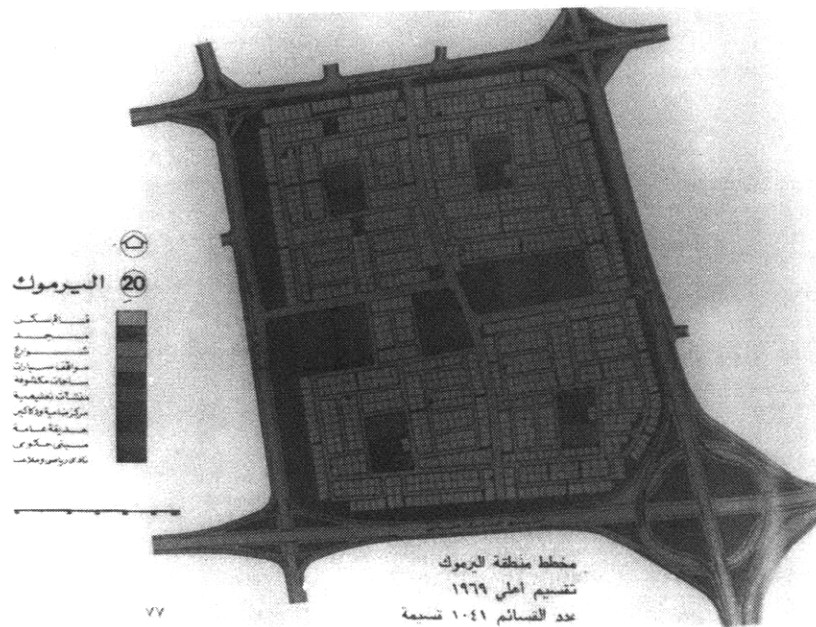 اليرموك 20
قسائم سكن
مسجد
شوارع
مواقف سيارات
ساحات مكشوفة
منشآت تعليمية
مركز ضاحية ودكاكين
حديقة عامة
مبنى حكومي
نادي رياضي وملاعب
مخطط منطقة اليرموك
تقسيم أهلي ١٩٦٩
عدد القسائم ١٠٤١ قسيمة
٧٧